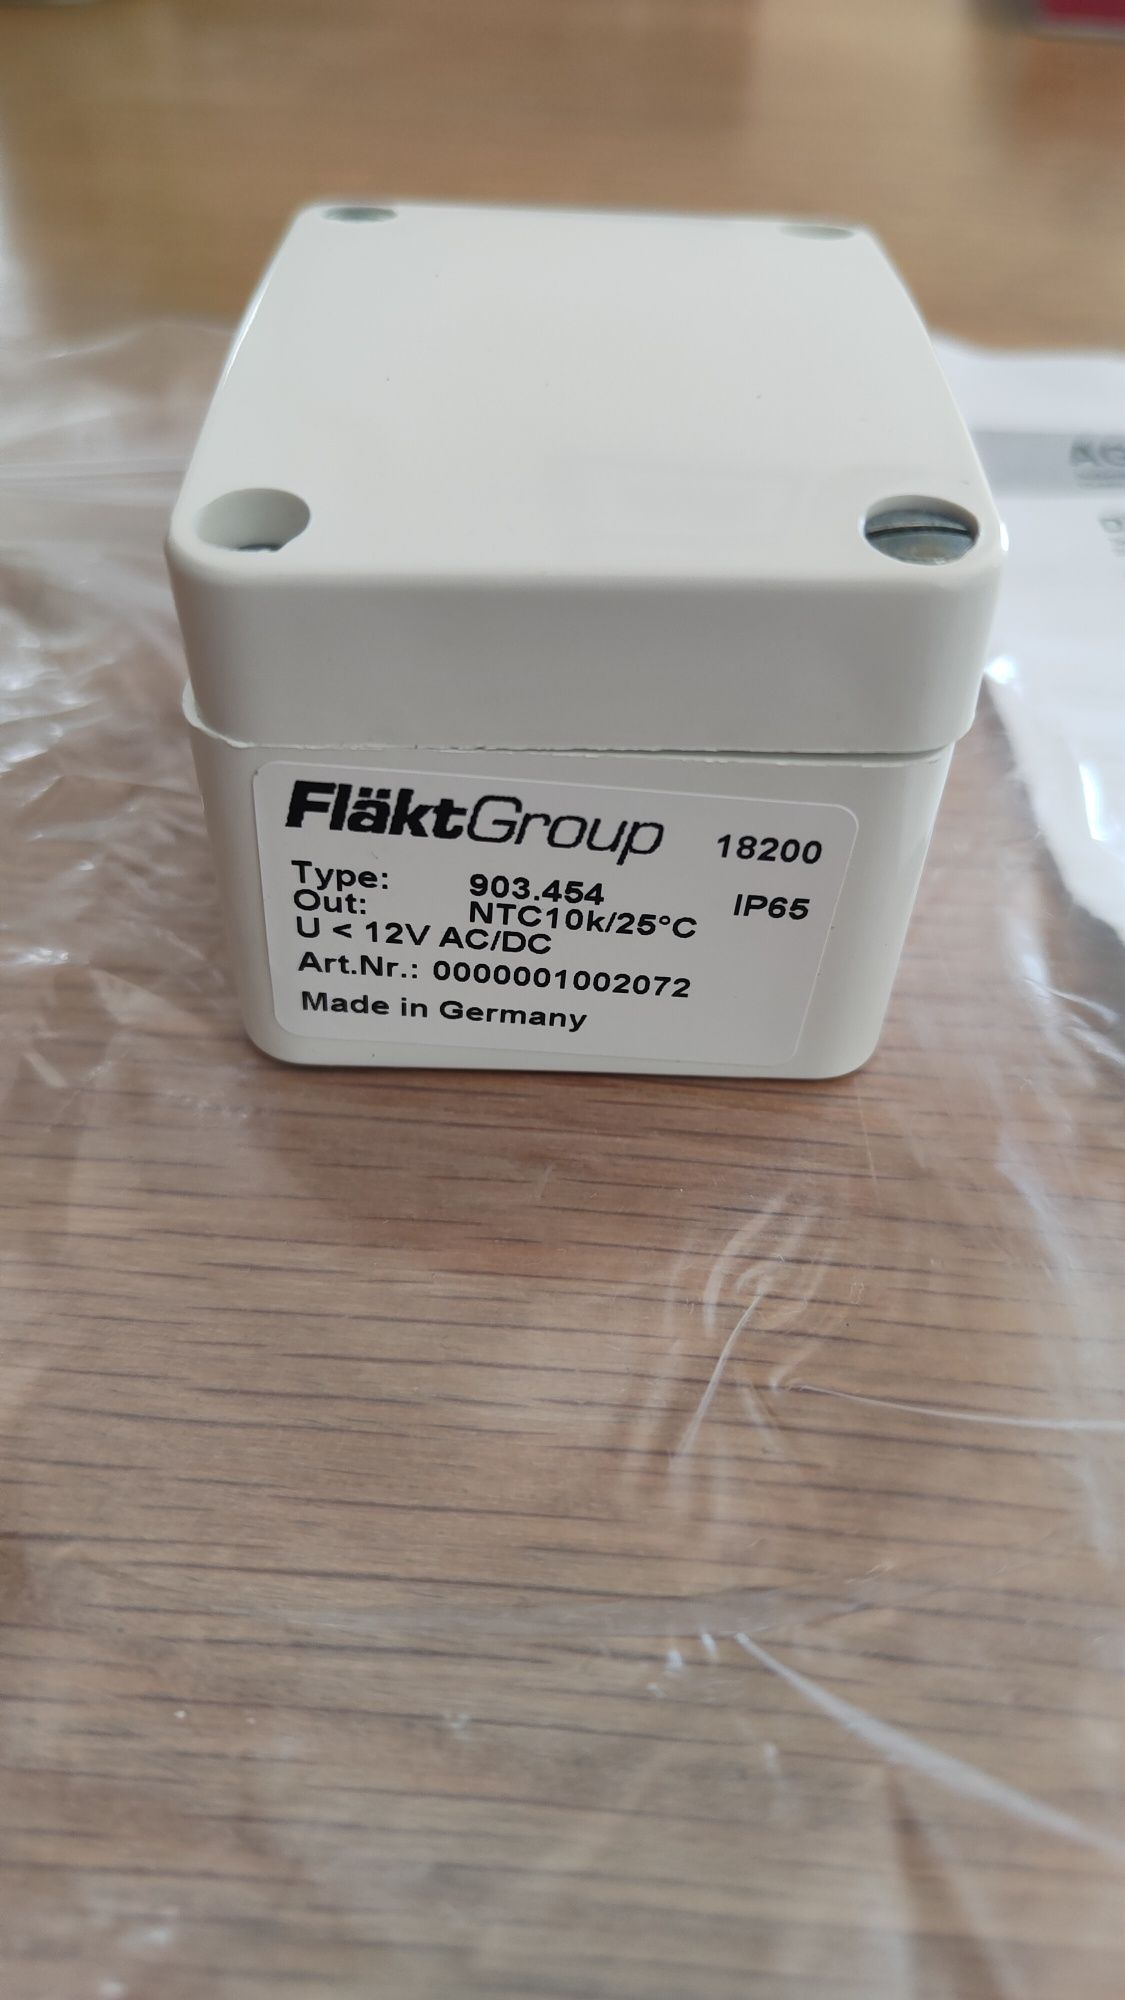 FläktGroup 18200
Type: 903.454 IP65
Out: NTC10k/25°C
U < 12V AC/DC
Art.Nr.: 0000001002072
Made in Germany